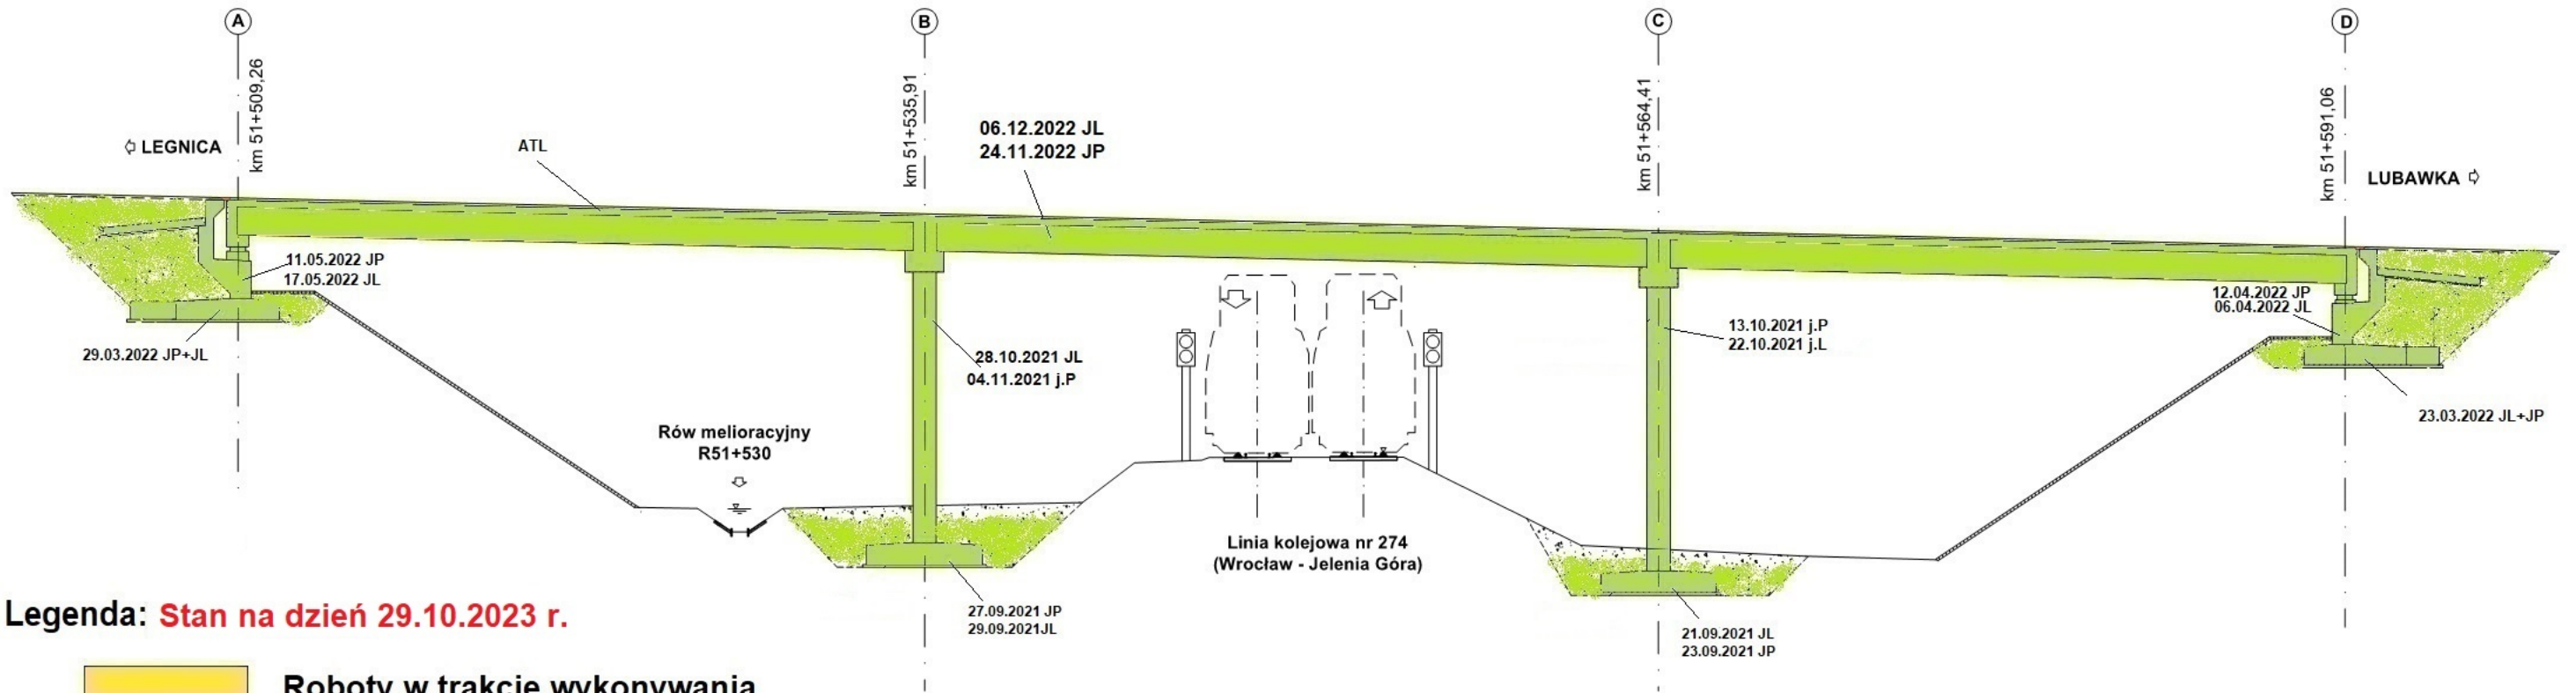 A
B
C
D
km 51+509,26
km 51+535,91
km 51+564,41
km 51+591,06
⇦ LEGNICA
ATL
06.12.2022 JL
24.11.2022 JP
LUBAWKA ⇨
11.05.2022 JP
17.05.2022 JL
29.03.2022 JP+JL
28.10.2021 JL
04.11.2021 j.P
13.10.2021 j.P
22.10.2021 j.L
12.04.2022 JP
06.04.2022 JL
23.03.2022 JL+JP
Rów melioracyjny
R51+530
Linia kolejowa nr 274
(Wrocław - Jelenia Góra)
27.09.2021 JP
29.09.2021JL
21.09.2021 JL
23.09.2021 JP
Legenda: Stan na dzień 29.10.2023 r.
Roboty w trakcie wykonywania